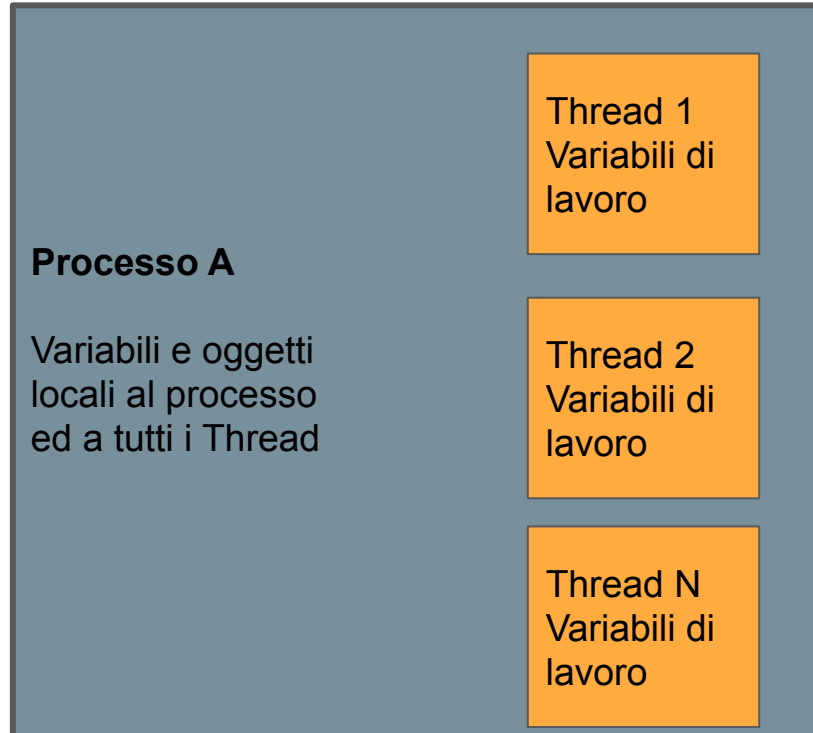 Processo A
Variabili e oggetti
locali al processo
ed a tutti i Thread
Thread 1
Variabili di
lavoro
Thread 2
Variabili di
lavoro
Thread N
Variabili di
lavoro